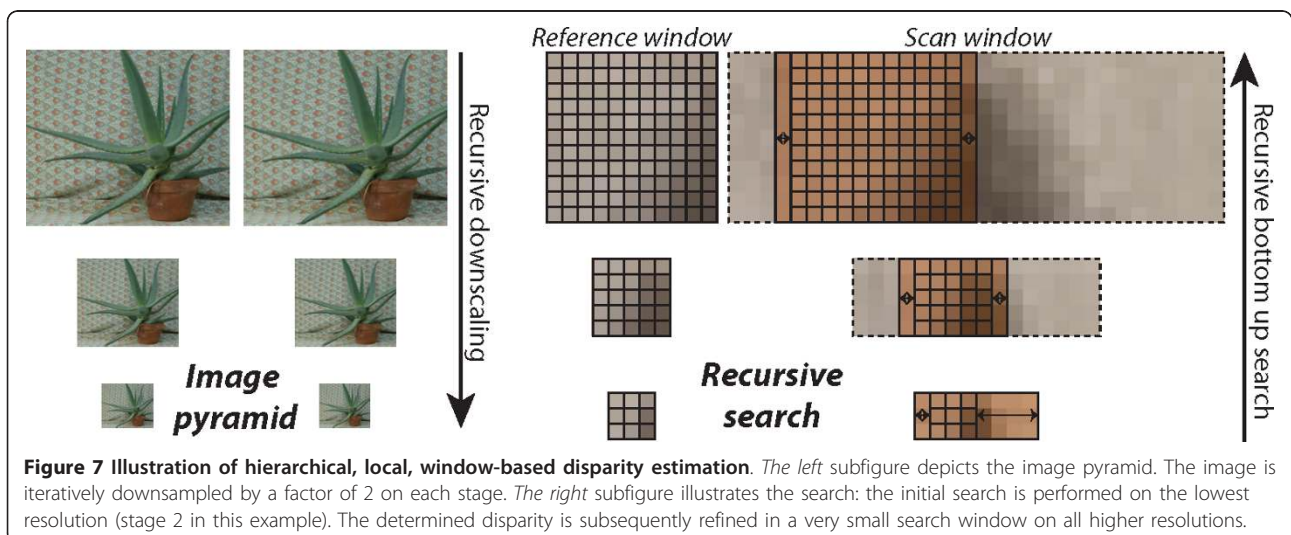 Reference window
Scan window
Recursive downscaling
Recursive bottom up search
Image
pyramid
Recursive
search
Figure 7 Illustration of hierarchical, local, window-based disparity estimation. The left subfigure depicts the image pyramid. The image is
iteratively downsampled by a factor of 2 on each stage. The right subfigure illustrates the search: the initial search is performed on the lowest
resolution (stage 2 in this example). The determined disparity is subsequently refined in a very small search window on all higher resolutions.